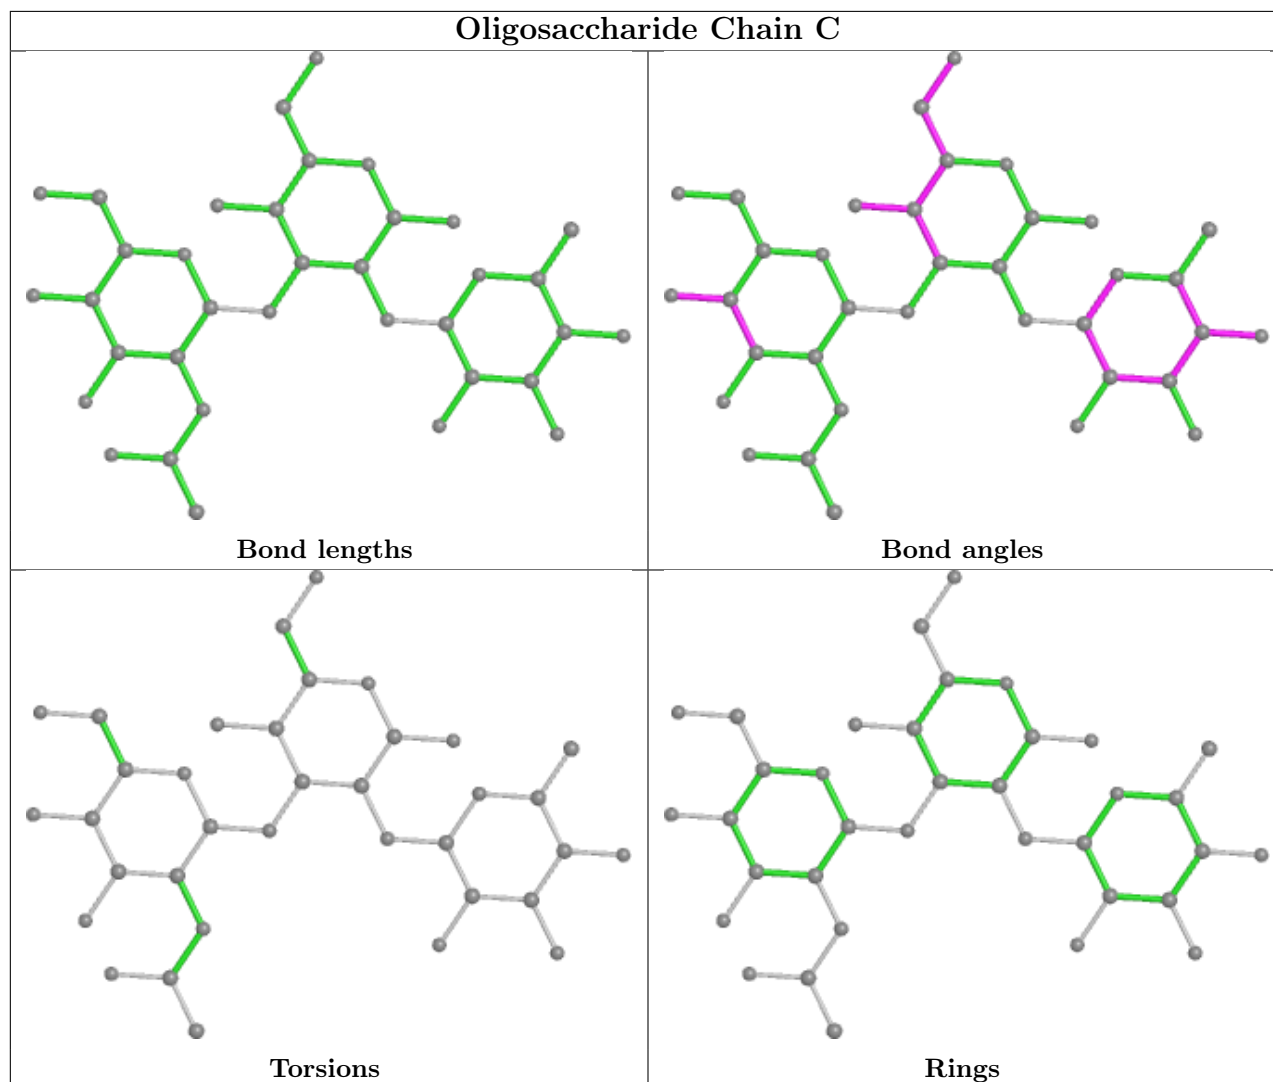 Oligosaccharide Chain C
Bond lengths
Bond angles
Torsions
Rings